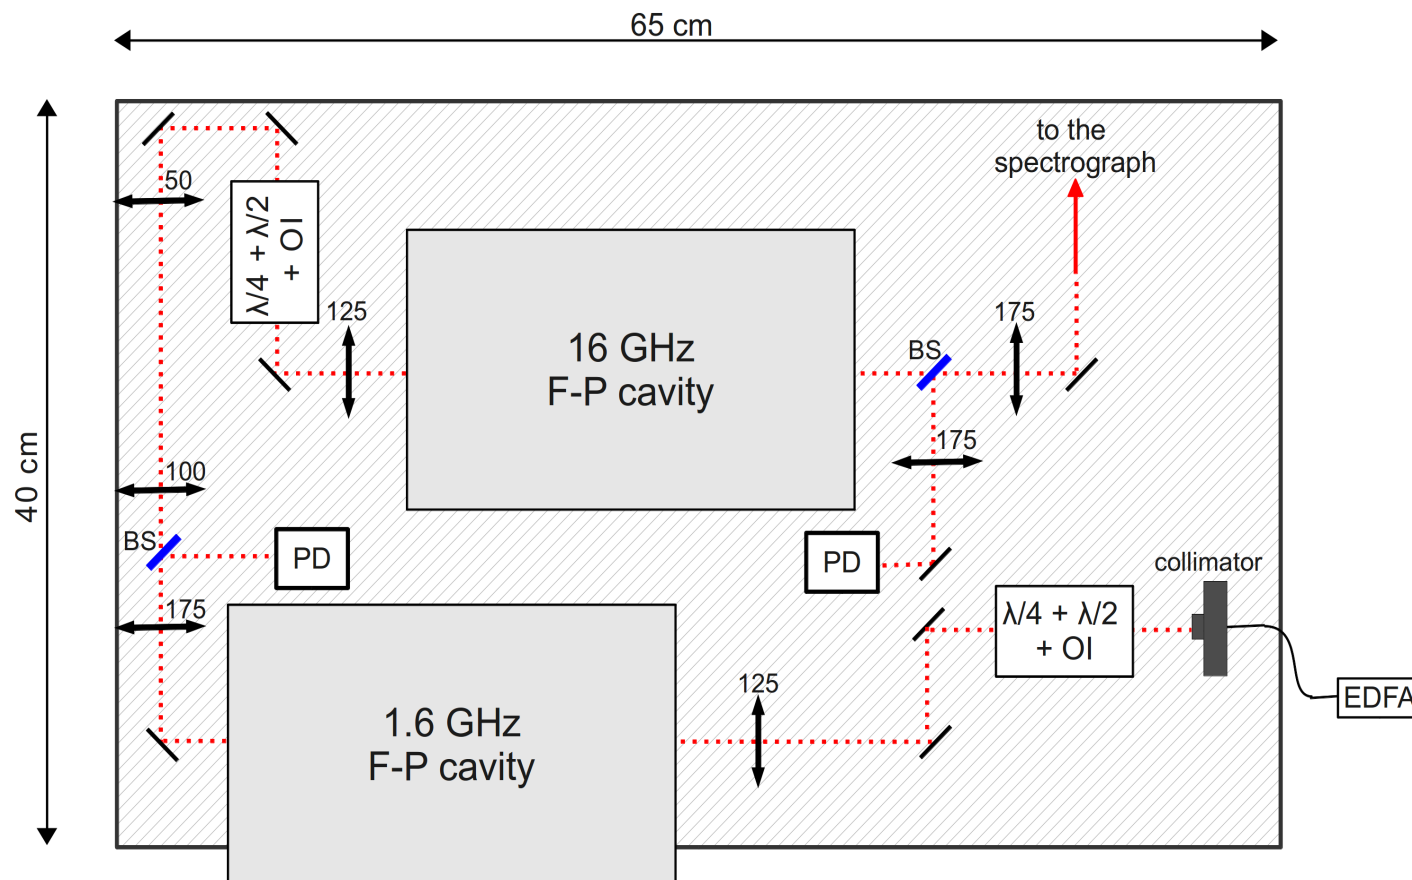 65 cm
40 cm
to the
spectrograph
50
λ/4 + λ/2
+ OI
125
16 GHz
F-P cavity
BS
175
175
100
BS
PD
PD
collimator
175
λ/4 + λ/2
+ OI
125
EDFA
1.6 GHz
F-P cavity